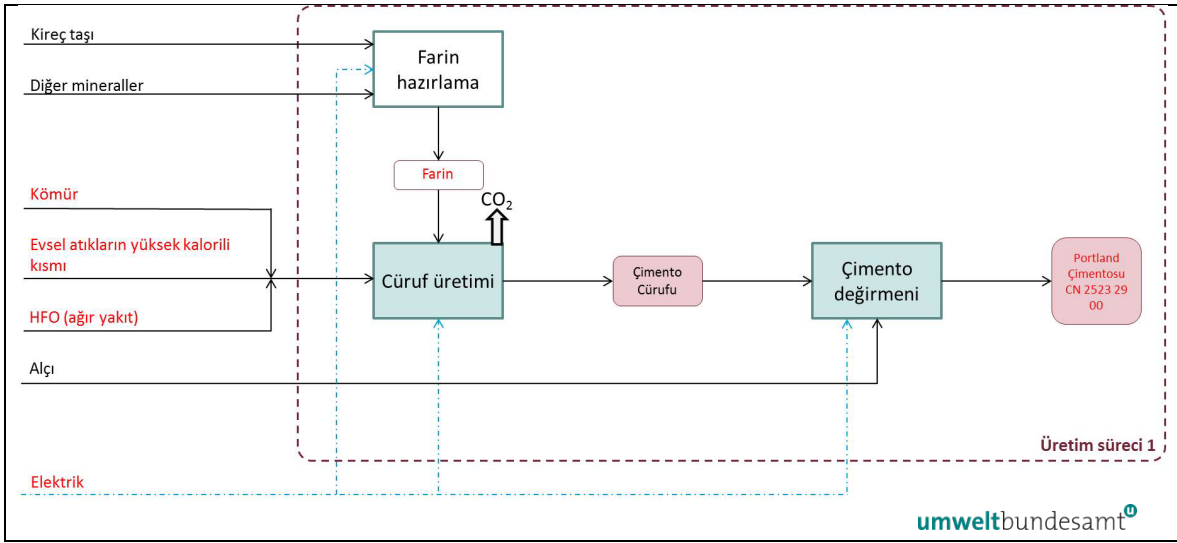 Kireç taşı
Diğer mineraller
Farin
hazırlama
Farin
Kömür
Evsel atıkların yüksek kalorili
kısmı
HFO (ağır yakıt)
CO₂
Cüruf üretimi
Çimento
Cürufu
Çimento
değirmeni
Portland
Çimentosu
CN 2523 29
00
Alçı
Üretim süreci 1
Elektrik
umweltbundesamt u